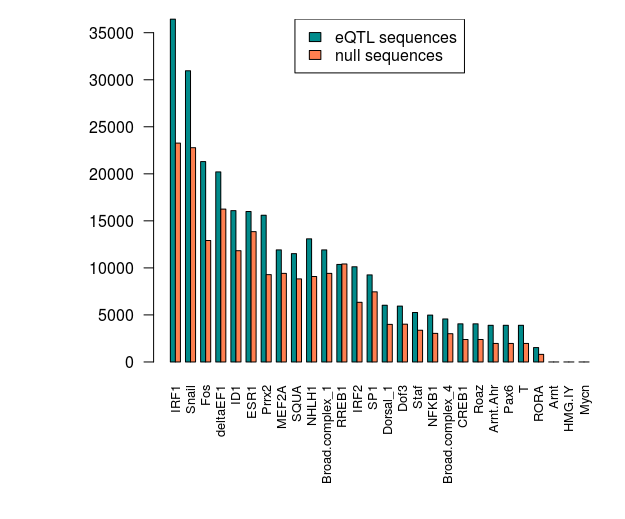 35000
30000
25000
20000
15000
10000
5000
0
eQTL sequences
null sequences
IRF1
Snail
Fos
deltaEF1
ID1
ESR1
Prrx2
MEF2A
SQUA
NHLH1
Broad.complex_1
RREB1
IRF2
SP1
Dorsal_1
Dof3
Staf
NFKB1
Broad.complex_4
CREB1
Roaz
Arnt.Ahr
Pax6
T
RORA
Arnt
HMG.IY
Mycn